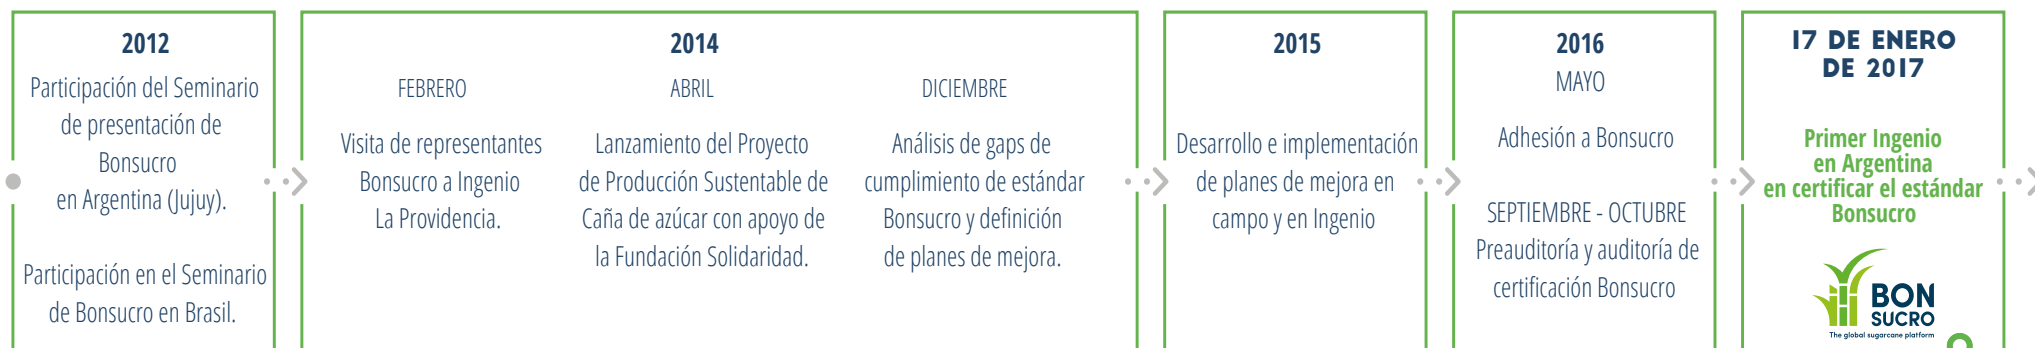 2012
Participación del Seminario
de presentación de
Bonsucro
en Argentina (Jujuy).
Participación en el Seminario
de Bonsucro en Brasil.
2014
FEBRERO
Visita de representantes
Bonsucro a Ingenio
La Providencia.
ABRIL
Lanzamiento del Proyecto
de Producción Sustentable de
Caña de azúcar con apoyo de
la Fundación Solidaridad.
DICIEMBRE
Análisis de gaps de
cumplimiento de estándar
Bonsucro y definición
de planes de mejora.
2015
Desarrollo e implementación
de planes de mejora en
campo y en Ingenio
2016
MAYO
Adhesión a Bonsucro
SEPTIEMBRE - OCTUBRE
Preauditoría y auditoría de
certificación Bonsucro
17 DE ENERO
DE 2017
Primer Ingenio
en Argentina
en certificar el estándar
Bonsucro
BON
SUCRO
The global sugarcane platform